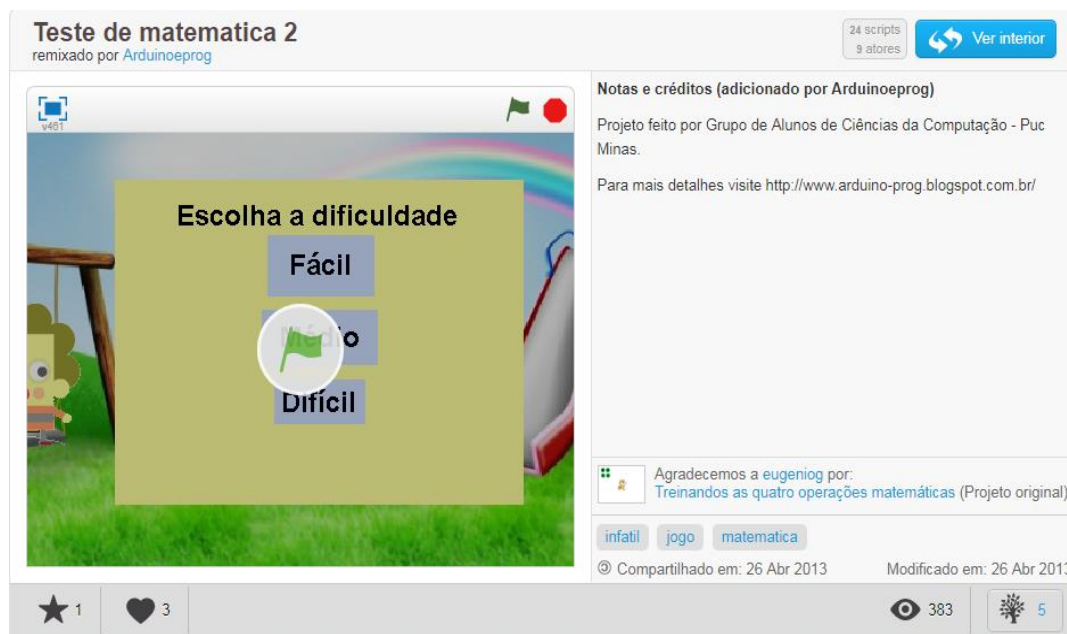 Teste de matematica 2
remixado por Arduinoeprog
24 scripts
9 atores
Ver interior
v461
Escolha a dificuldade
Fácil
Médio
Difícil
Notas e créditos (adicionado por Arduinoeprog)
Projeto feito por Grupo de Alunos de Ciências da Computação - Puc
Minas.
Para mais detalhes visite http://www.arduino-prog.blogspot.com.br/
Agradecemos a eugeniog por:
Treinandos as quatro operações matemáticas (Projeto original)
infatil jogo matematica
Compartilhado em: 26 Abr 2013 Modificado em: 26 Abr 2013
1 3 383 5